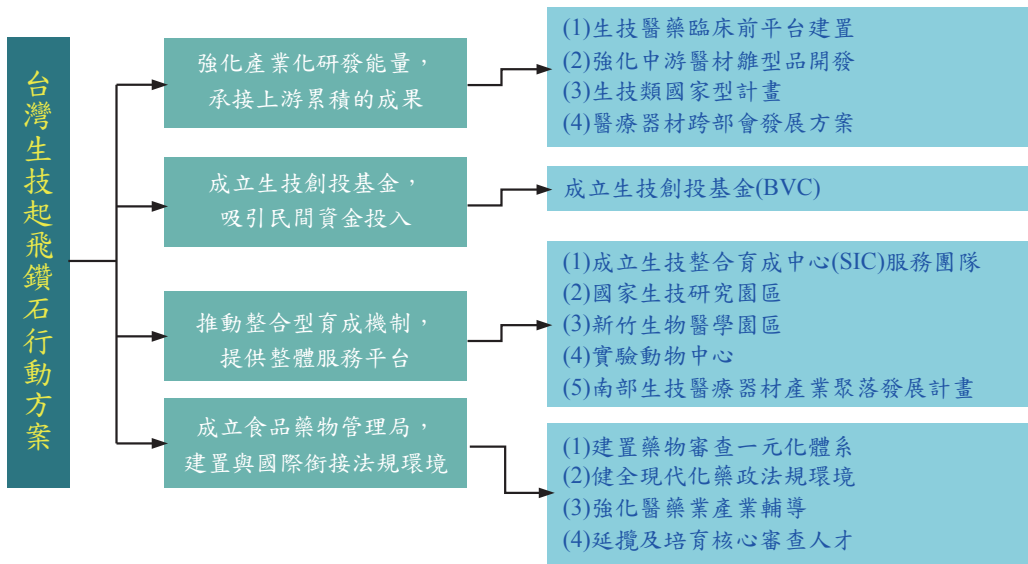 台灣生技起飛鑽石行動方案
強化產業化研發能量，
承接上游累積的成果
(1)生技醫藥臨床前平台建置
(2)強化中游醫材雛型品開發
(3)生技類國家型計畫
(4)醫療器材跨部會發展方案
成立生技創投基金，
吸引民間資金投入
成立生技創投基金(BVC)
推動整合型育成機制，
提供整體服務平台
(1)成立生技整合育成中心(SIC)服務團隊
(2)國家生技研究園區
(3)新竹生物醫學園區
(4)實驗動物中心
(5)南部生技醫療器材產業聚落發展計畫
成立食品藥物管理局，
建置與國際銜接法規環境
(1)建置藥物審查一元化體系
(2)健全現代化藥政法規環境
(3)強化醫藥業產業輔導
(4)延攬及培育核心審查人才